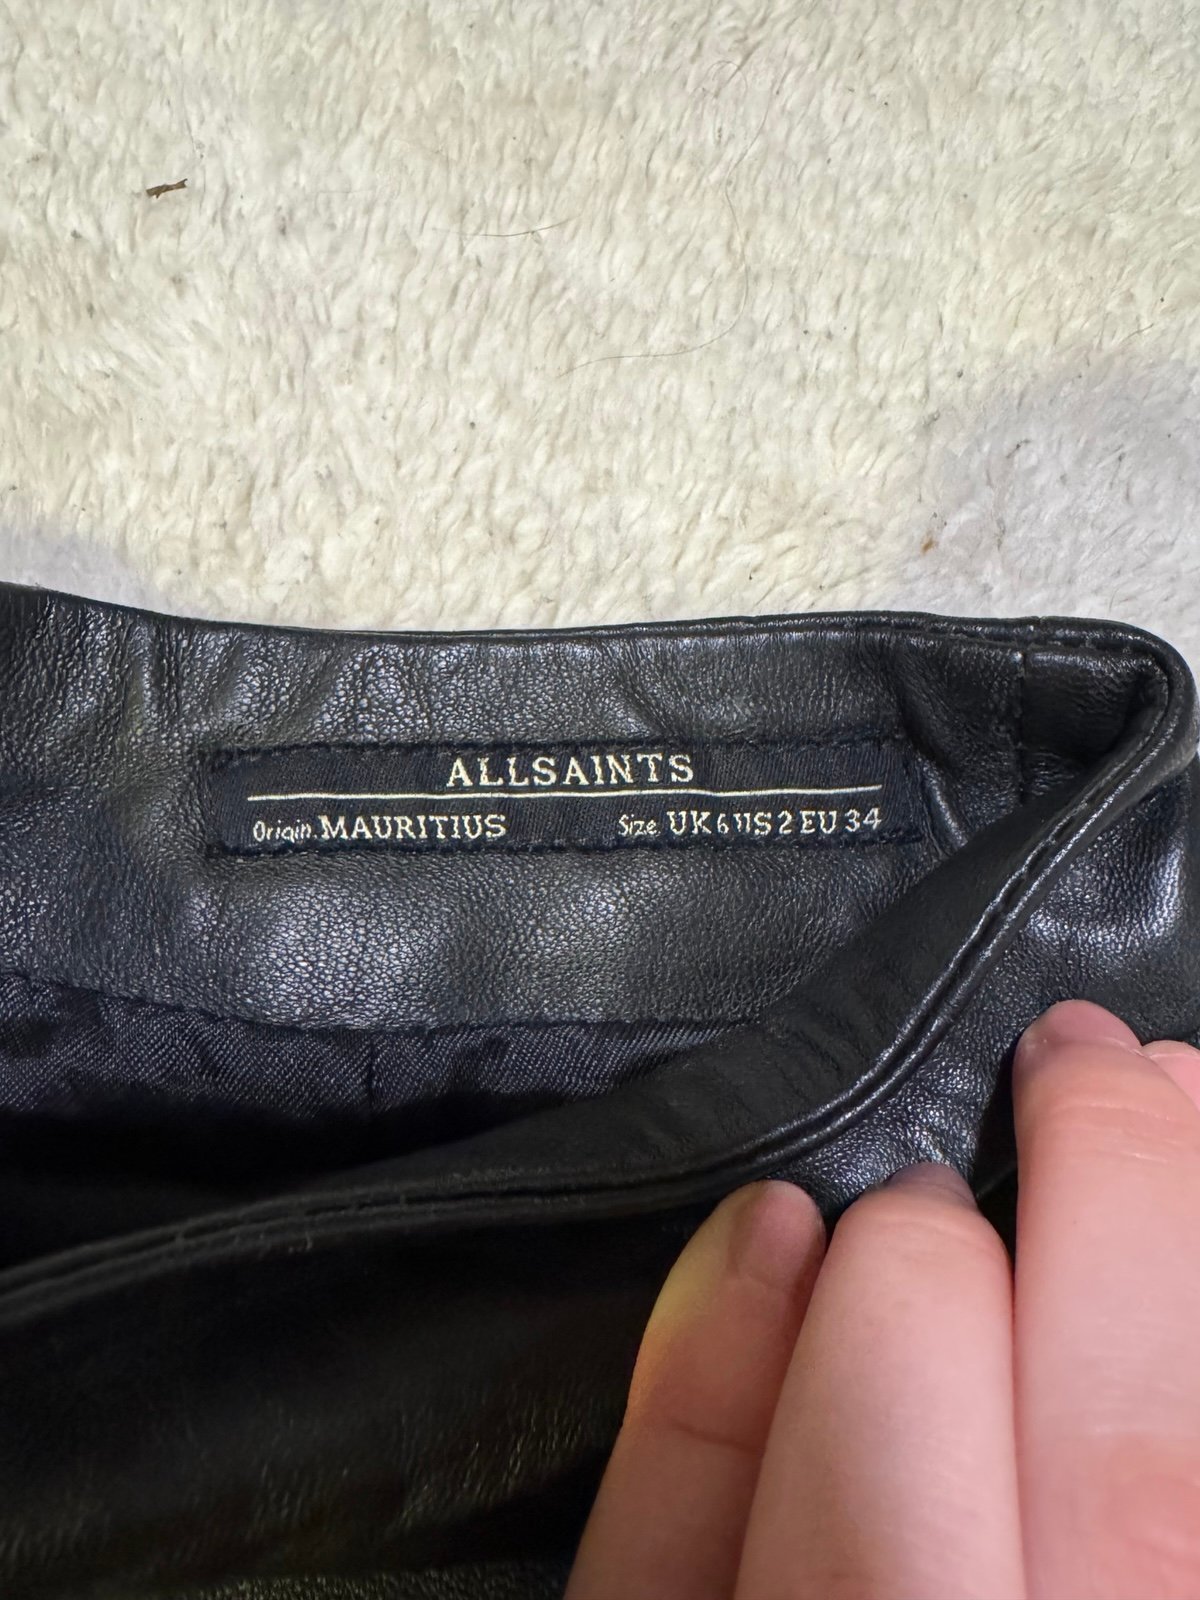 ALLSAINTS
Origin. MAURITIUS Size. UK 6 US 2 EU 34